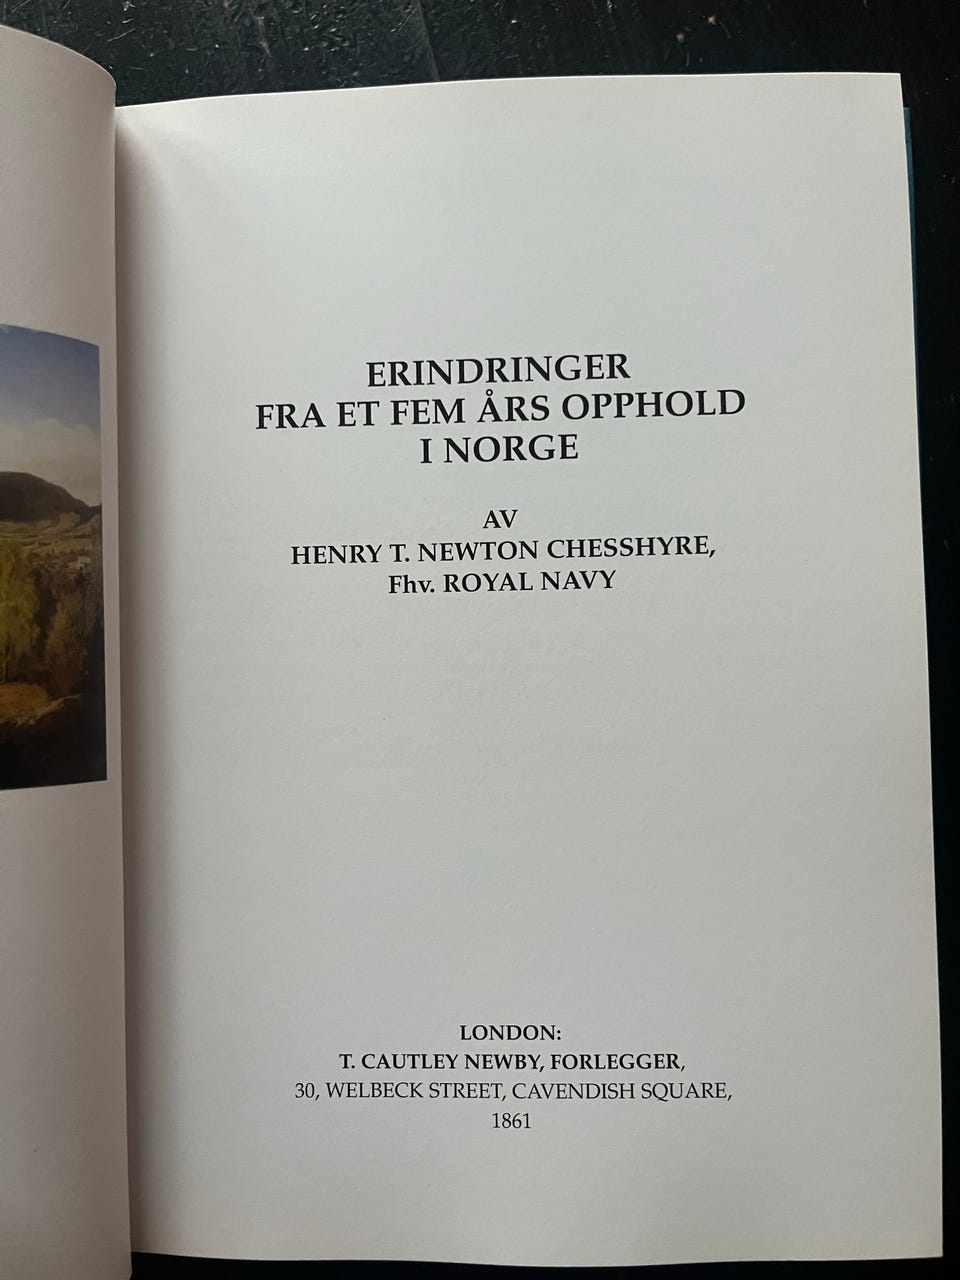 ERINDRINGER
FRA ET FEM ÅRS OPPHOLD
I NORGE
AV
HENRY T. NEWTON CHESSHYRE,
Fhv. ROYAL NAVY
LONDON:
T. CAUTLEY NEWBY, FORLEGGER,
30, WELBECK STREET, CAVENDISH SQUARE,
1861